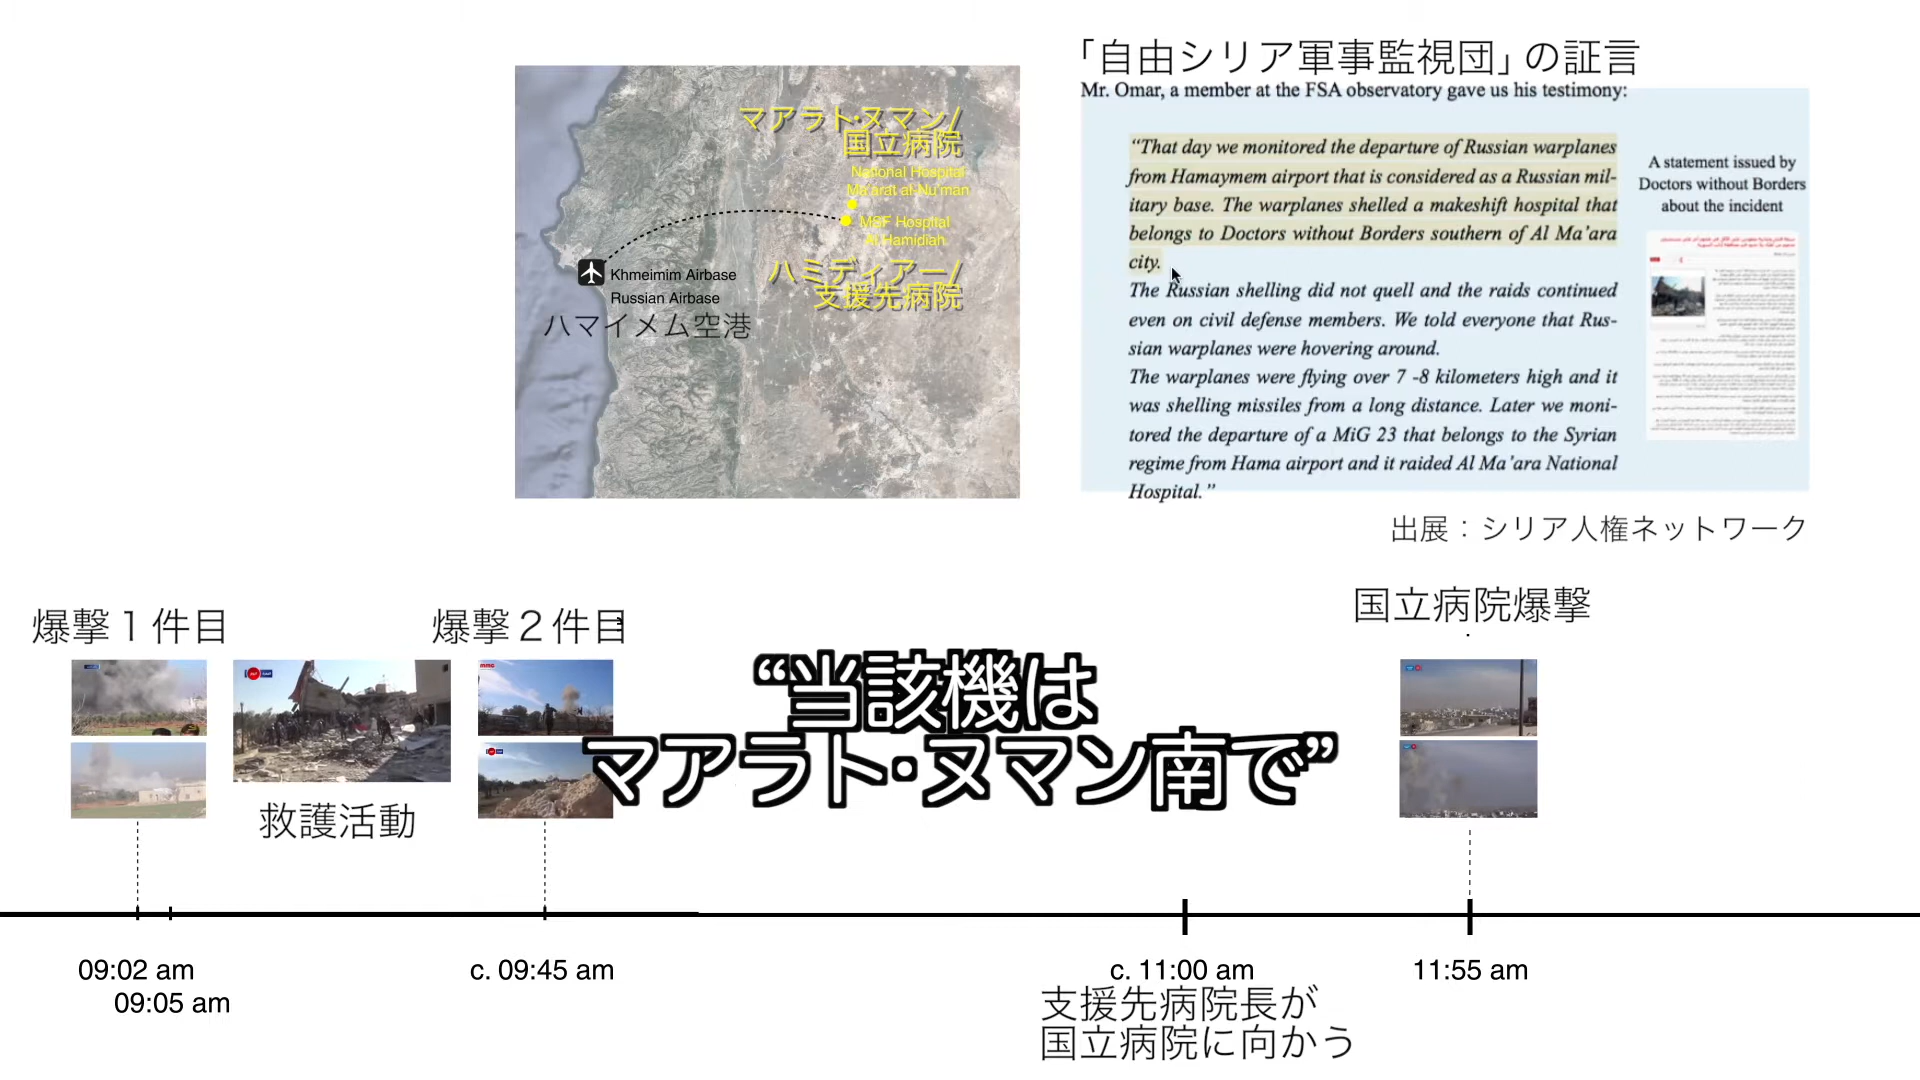 「自由シリア軍事監視団」の証言
Mr. Omar, a member at the FSA observatory gave us his testimony:
“That day we monitored the departure of Russian warplanes
from Hamaymem airport that is considered as a Russian mil-
itary base. The warplanes shelled a makeshift hospital that
belongs to Doctors without Borders southern of Al Ma’ara
city.
The Russian shelling did not quell and the raids continued
even on civil defense members. We told everyone that Rus-
sian warplanes were hovering around.
The warplanes were flying over 7 -8 kilometers high and it
was shelling missiles from a long distance. Later we moni-
tored the departure of a MiG 23 that belongs to the Syrian
regime from Hama airport and it raided Al Ma’ara National
Hospital.”
A statement issued by
Doctors without Borders
about the incident
出展：シリア人権ネットワーク
マアラト・ヌマン/
国立病院
National Hospital
Ma'arat al-Nu'man
MSF Hospital
Al Hamidiah
ハミディアー/
支援先病院
Khmeimim Airbase
Russian Airbase
ハマイメム空港
爆撃１件目
爆撃２件目
国立病院爆撃
救護活動
“当該機は
マアラト・ヌマン南で”
09:02 am
09:05 am
c. 09:45 am
c. 11:00 am
支援先病院長が
国立病院に向かう
11:55 am